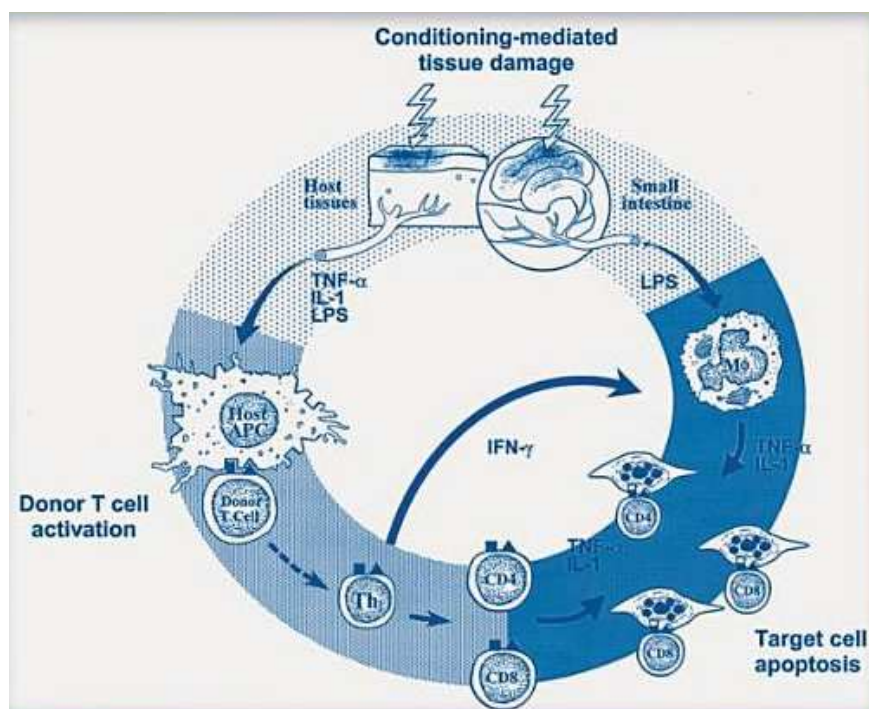 Conditioning-mediated
tissue damage
Host
tissues
Small
intestine
TNF-α
IL-1
LPS
LPS
Mϕ
Host
APC
IFN-γ
TNF-α
IL-1
CD4
Donor T cell
activation
Donor
T Cell
TNF-α
IL-1
CD4
CD8
Th1
CD8
CD8
Target cell
apoptosis